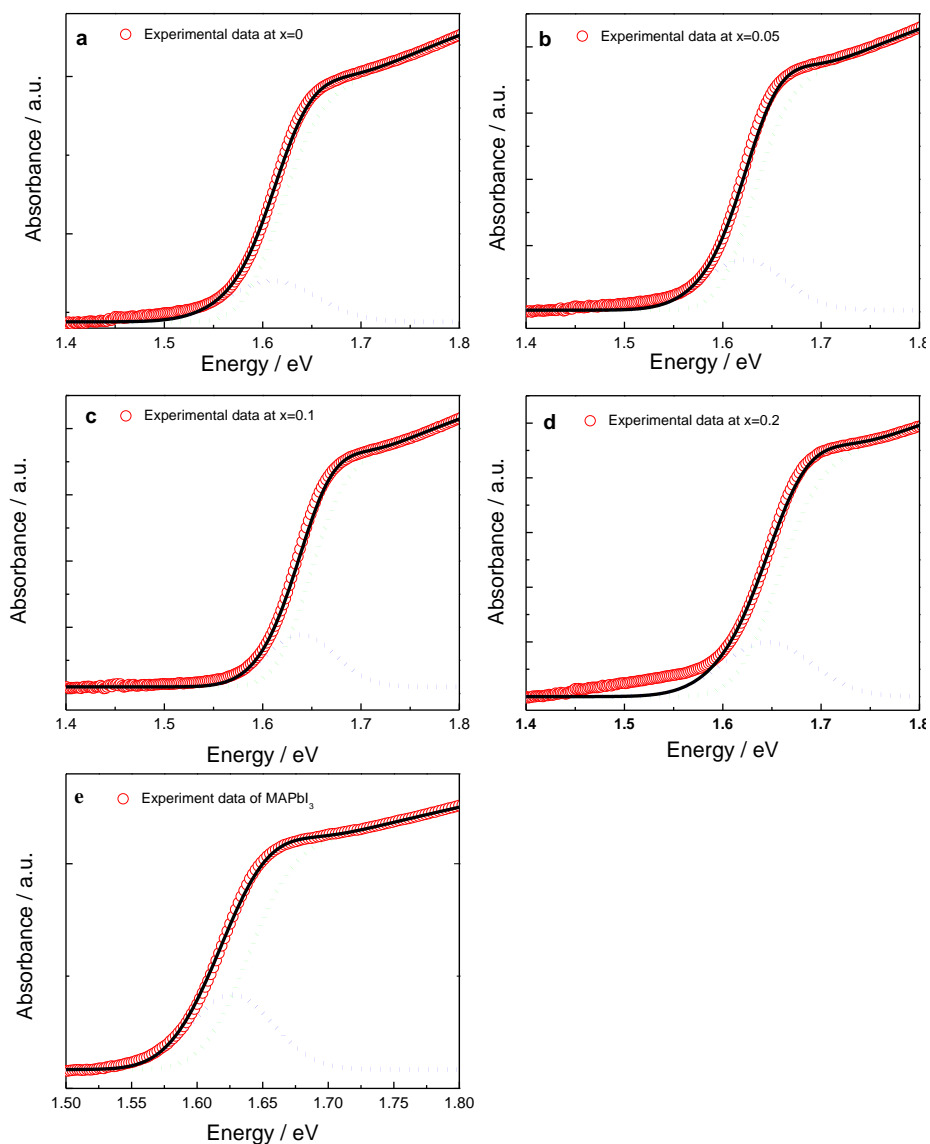 a Experimental data at x=0
Absorbance / a.u.
1.4 1.5 1.6 1.7 1.8
Energy / eV
b Experimental data at x=0.05
Absorbance / a.u.
1.4 1.5 1.6 1.7 1.8
Energy / eV
c Experimental data at x=0.1
Absorbance / a.u.
1.4 1.5 1.6 1.7 1.8
Energy / eV
d Experimental data at x=0.2
Absorbance / a.u.
1.4 1.5 1.6 1.7 1.8
Energy / eV
e Experiment data of MAPbI₃
Absorbance / a.u.
1.50 1.55 1.60 1.65 1.70 1.75 1.80
Energy / eV